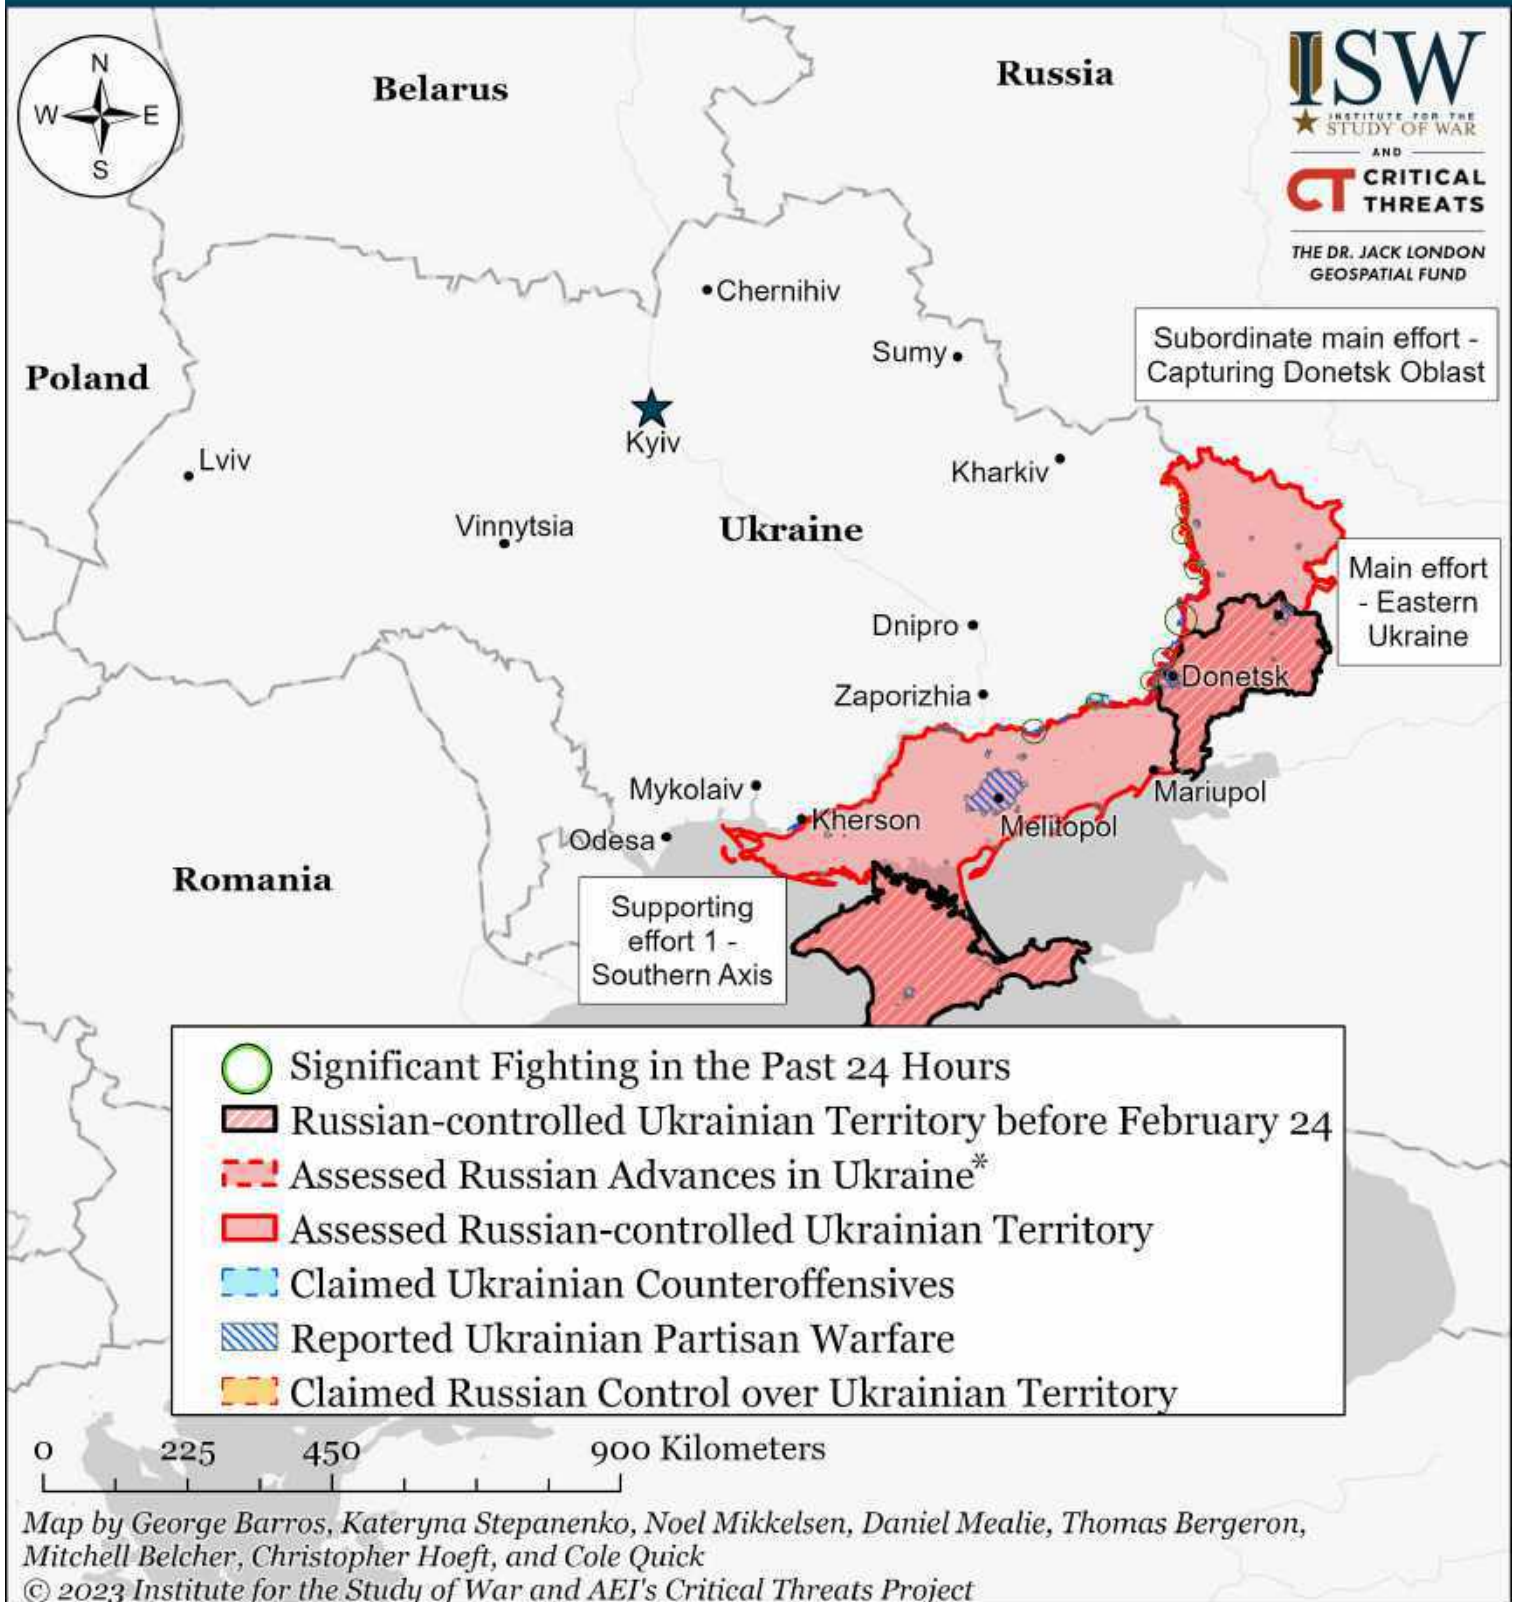 N
W
E
S
Belarus
Russia
ISW
INSTITUTE FOR THE
STUDY OF WAR
AND
CT CRITICAL
THREATS
THE DR. JACK LONDON
GEOSPATIAL FUND
Chernihiv
Subordinate main effort -
Capturing Donetsk Oblast
Sumy
Poland
Kyiv
Lviv
Kharkiv
Vinnytsia
Ukraine
Main effort
- Eastern
Ukraine
Dnipro
Donetsk
Zaporizhia
Mykolaiv
Mariupol
Kherson
Melitopol
Odesa
Romania
Supporting
effort 1 -
Southern Axis
Significant Fighting in the Past 24 Hours
Russian-controlled Ukrainian Territory before February 24
Assessed Russian Advances in Ukraine*
Assessed Russian-controlled Ukrainian Territory
Claimed Ukrainian Counteroffensives
Reported Ukrainian Partisan Warfare
Claimed Russian Control over Ukrainian Territory
0 225 450 900 Kilometers
Map by George Barros, Kateryna Stepanenko, Noel Mikkelsen, Daniel Mealie, Thomas Bergeron,
Mitchell Belcher, Christopher Hoeft, and Cole Quick
© 2023 Institute for the Study of War and AEI's Critical Threats Project